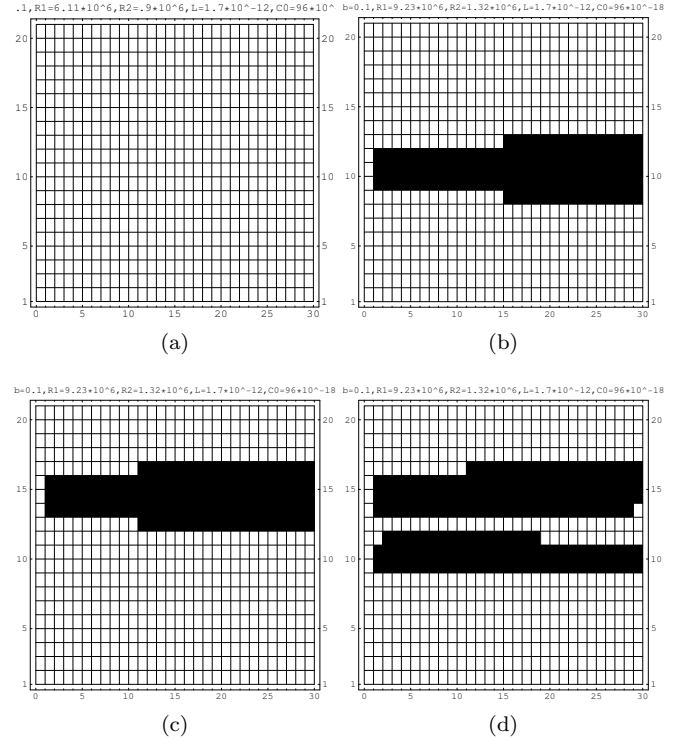 .1,R1=6.11*10^6,R2=.9*10^6,L=1.7*10^-12,C0=96*10^
b=0.1,R1=9.23*10^6,R2=1.32*10^6,L=1.7*10^-12,C0=96*10^-18
20 20 20 20
15 15 15 15
10 10 10 10
5 5 5 5
1 1 1 1
0 5 10 15 20 25 30 0 5 10 15 20 25 30
(a) (b)
b=0.1,R1=9.23*10^6,R2=1.32*10^6,L=1.7*10^-12,C0=96*10^-18
b=0.1,R1=9.23*10^6,R2=1.32*10^6,L=1.7*10^-12,C0=96*10^-18
20 20 20 20
15 15 15 15
10 10 10 10
5 5 5 5
1 1 1 1
0 5 10 15 20 25 30 0 5 10 15 20 25 30
(c) (d)